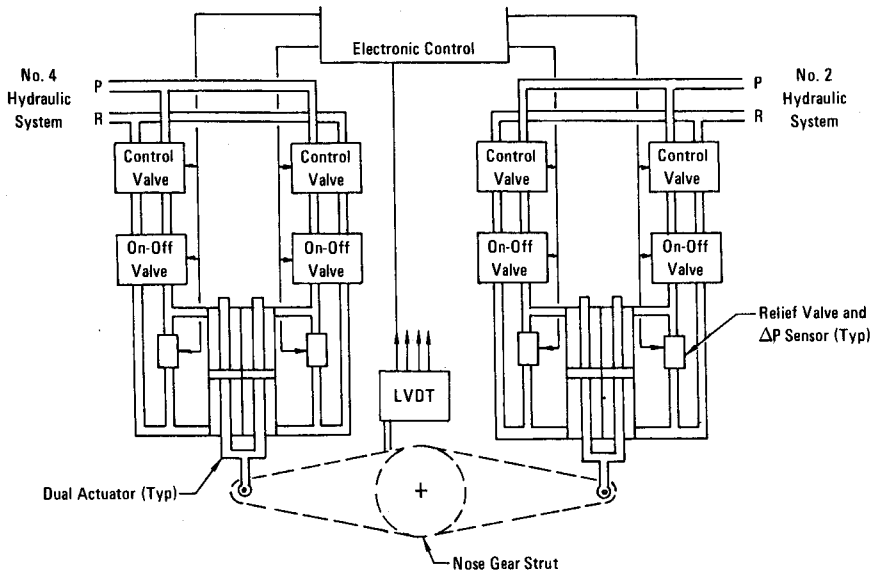 Electronic Control
No. 4
Hydraulic
System
P
R
No. 2
Hydraulic
System
P
R
Control
Valve
Control
Valve
Control
Valve
Control
Valve
On-Off
Valve
On-Off
Valve
On-Off
Valve
On-Off
Valve
Relief Valve and
ΔP Sensor (Typ)
LVDT
Dual Actuator (Typ)
+
Nose Gear Strut